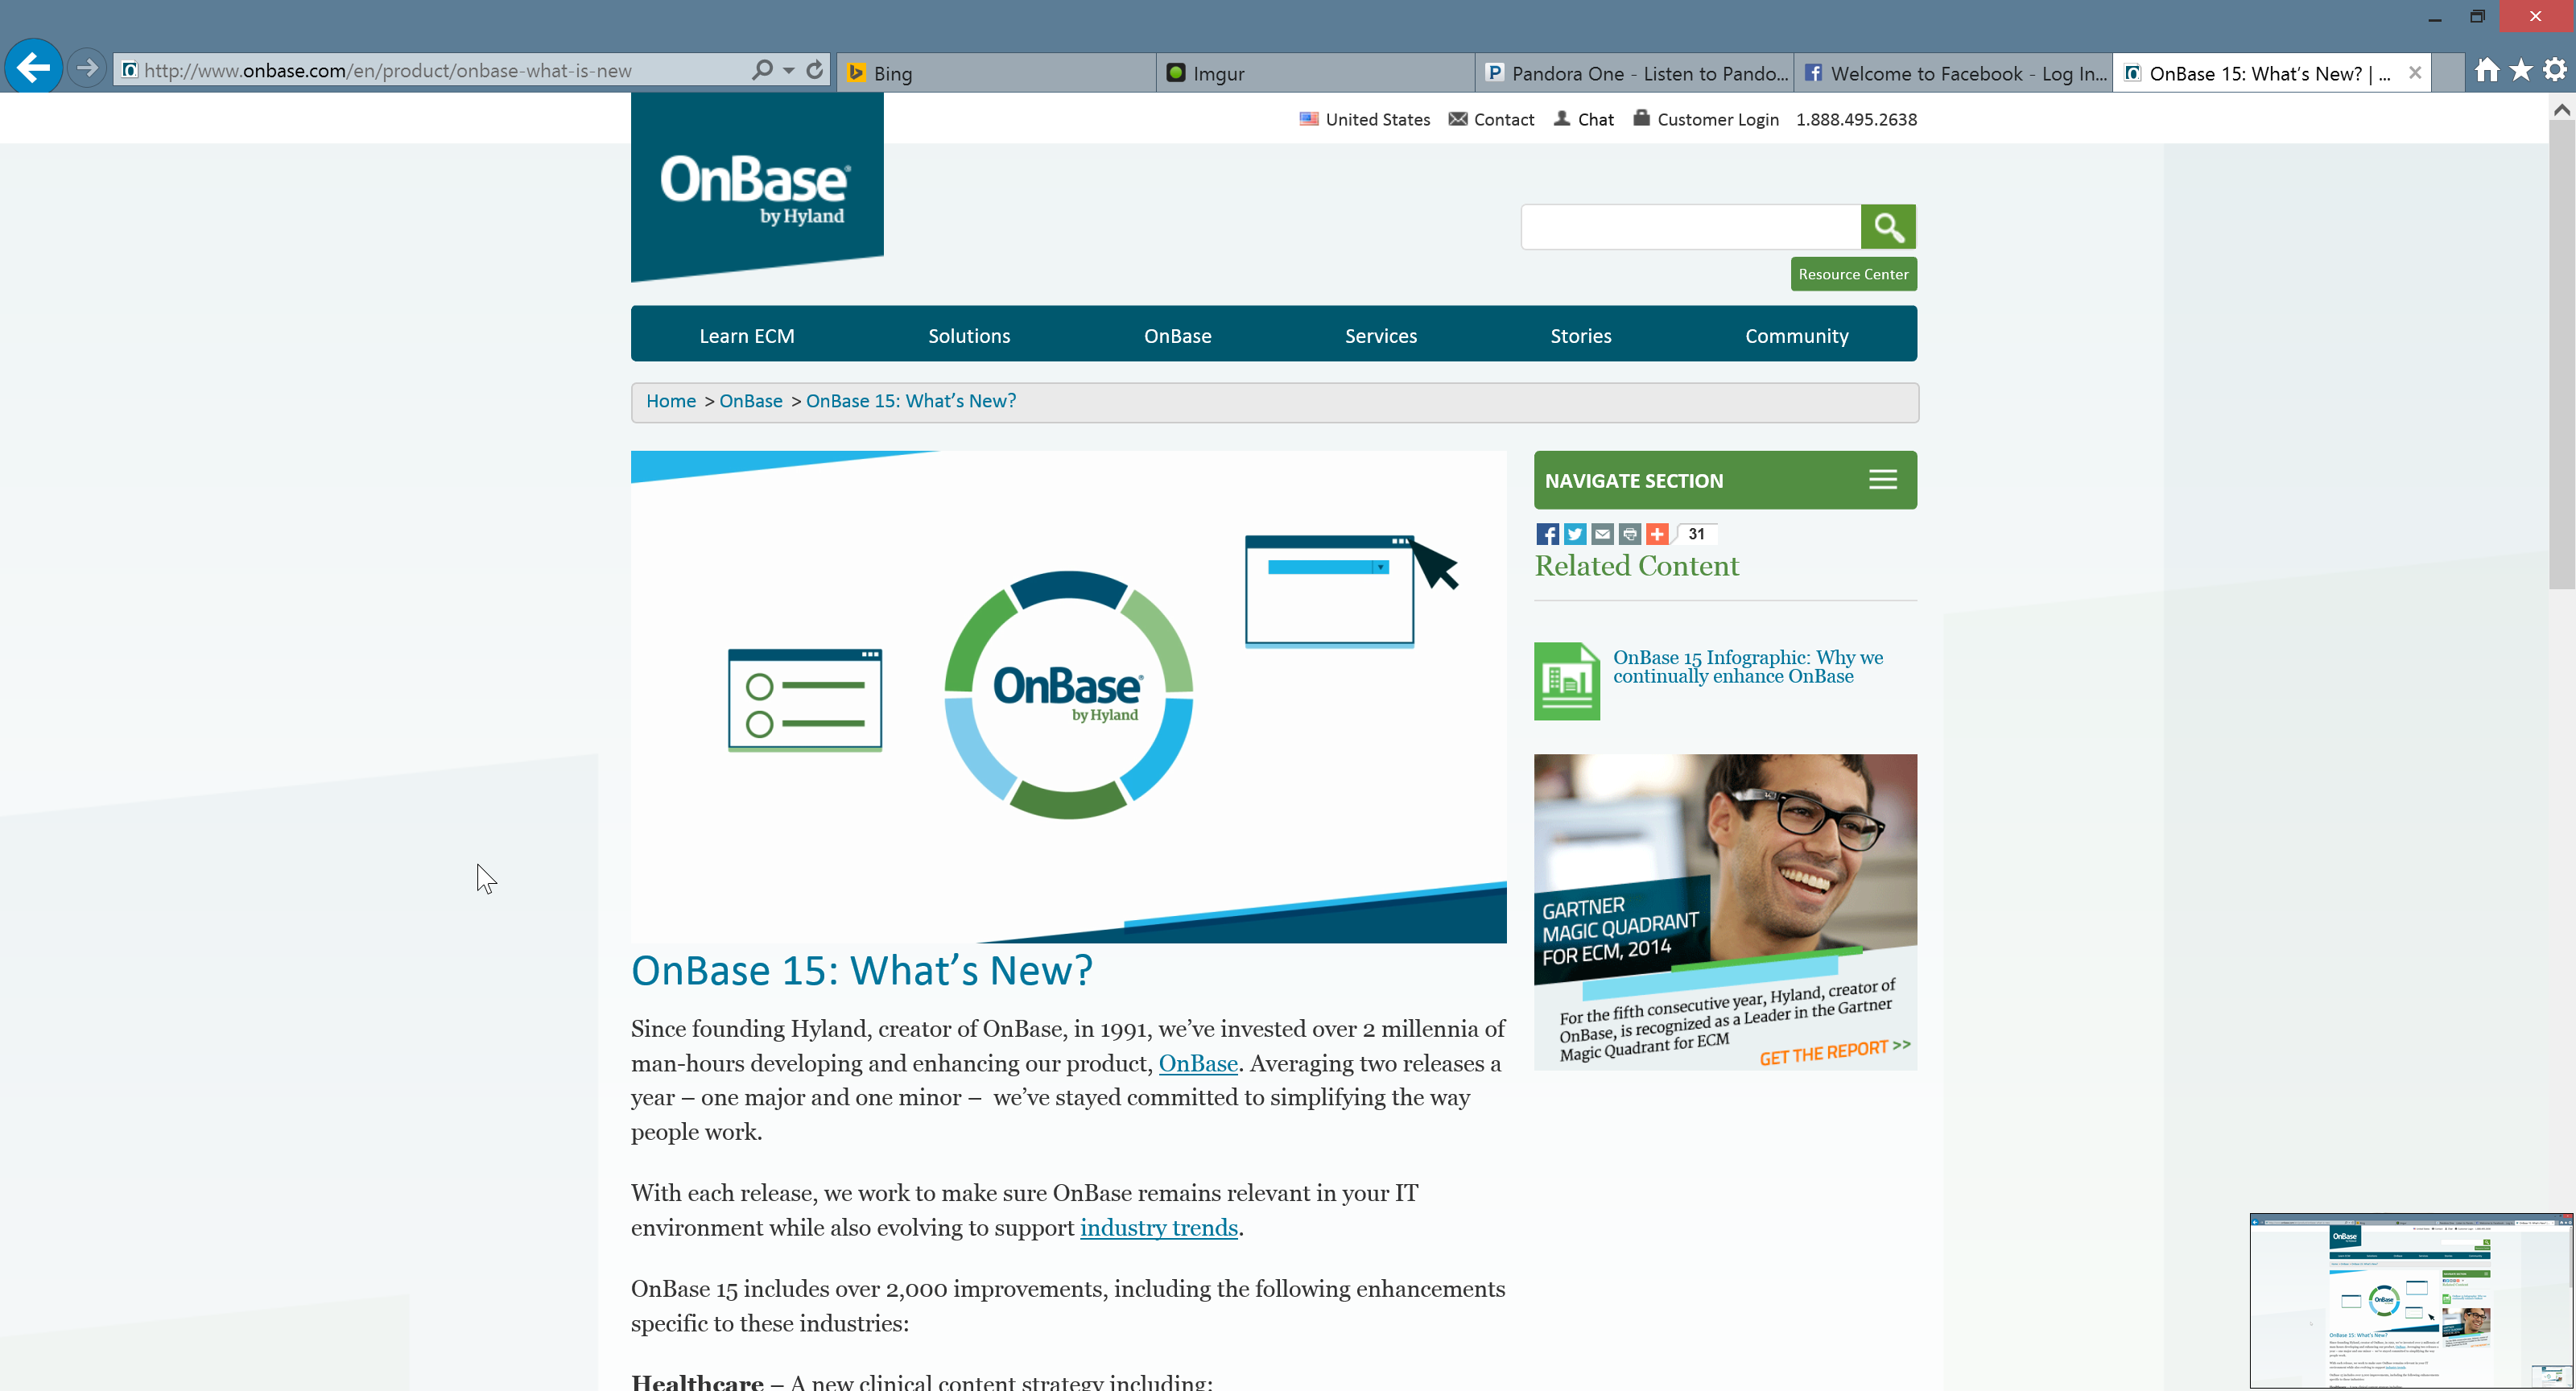 http://www.onbase.com/en/product/onbase-what-is-new
Bing
Imgur
Pandora One - Listen to Pando...
Welcome to Facebook - Log In...
OnBase 15: What's New? | ...
United States
Contact
Chat
Customer Login
1.888.495.2638
OnBase®
by Hyland
Resource Center
Learn ECM
Solutions
OnBase
Services
Stories
Community
Home > OnBase > OnBase 15: What's New?
OnBase®
by Hyland
NAVIGATE SECTION
31
Related Content
OnBase 15 Infographic: Why we
continually enhance OnBase
GARTNER
MAGIC QUADRANT
FOR ECM, 2014
For the fifth consecutive year, Hyland, creator of
OnBase, is recognized as a Leader in the Gartner
Magic Quadrant for ECM
GET THE REPORT >>
OnBase 15: What's New?
Since founding Hyland, creator of OnBase, in 1991, we've invested over 2 millennia of
man-hours developing and enhancing our product, OnBase. Averaging two releases a
year – one major and one minor –  we've stayed committed to simplifying the way
people work.
With each release, we work to make sure OnBase remains relevant in your IT
environment while also evolving to support industry trends.
OnBase 15 includes over 2,000 improvements, including the following enhancements
specific to these industries:
Healthcare – A new clinical content strategy including: